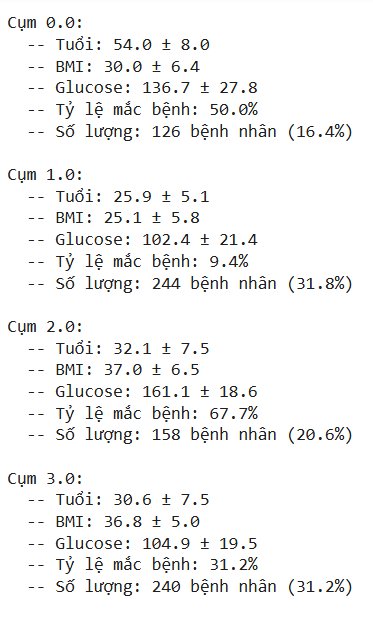 Cụm 0.0:
-- Tuổi: 54.0 ± 8.0
-- BMI: 30.0 ± 6.4
-- Glucose: 136.7 ± 27.8
-- Tỷ lệ mắc bệnh: 50.0%
-- Số lượng: 126 bệnh nhân (16.4%)
Cụm 1.0:
-- Tuổi: 25.9 ± 5.1
-- BMI: 25.1 ± 5.8
-- Glucose: 102.4 ± 21.4
-- Tỷ lệ mắc bệnh: 9.4%
-- Số lượng: 244 bệnh nhân (31.8%)
Cụm 2.0:
-- Tuổi: 32.1 ± 7.5
-- BMI: 37.0 ± 6.5
-- Glucose: 161.1 ± 18.6
-- Tỷ lệ mắc bệnh: 67.7%
-- Số lượng: 158 bệnh nhân (20.6%)
Cụm 3.0:
-- Tuổi: 30.6 ± 7.5
-- BMI: 36.8 ± 5.0
-- Glucose: 104.9 ± 19.5
-- Tỷ lệ mắc bệnh: 31.2%
-- Số lượng: 240 bệnh nhân (31.2%)